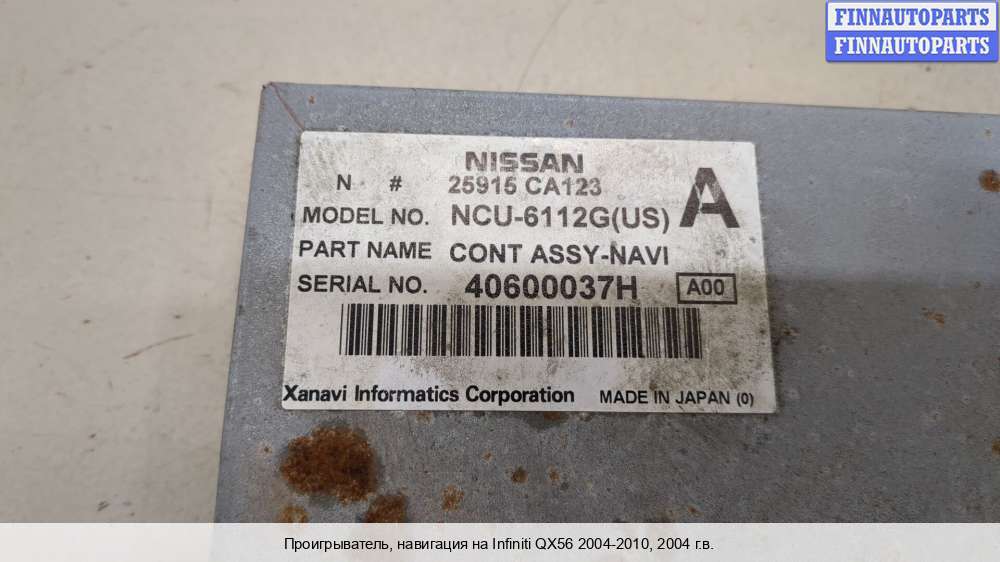 FINNAUTOPARTS
FINNAUTOPARTS
NISSAN
N # 25915 CA123
A
MODEL NO. NCU-6112G(US)
PART NAME CONT ASSY-NAVI
SERIAL NO. 40600037H A00
Xanavi Informatics Corporation MADE IN JAPAN (0)
Проигрыватель, навигация на Infiniti QX56 2004-2010, 2004 г.в.